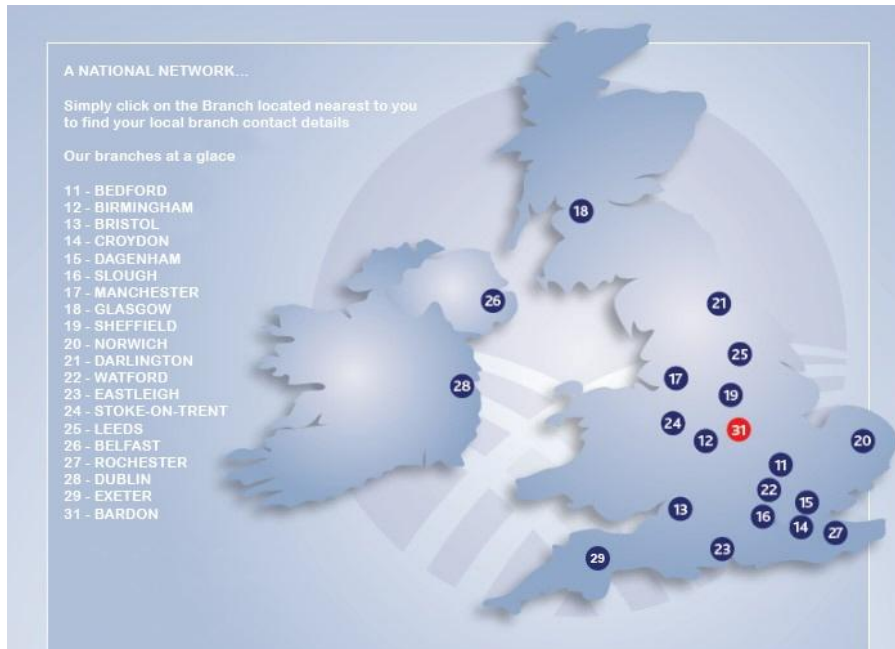 A NATIONAL NETWORK...
Simply click on the Branch located nearest to you
to find your local branch contact details
Our branches at a glace
11 - BEDFORD
12 - BIRMINGHAM
13 - BRISTOL
14 - CROYDON
15 - DAGENHAM
16 - SLOUGH
17 - MANCHESTER
18 - GLASGOW
19 - SHEFFIELD
20 - NORWICH
21 - DARLINGTON
22 - WATFORD
23 - EASTLEIGH
24 - STOKE-ON-TRENT
25 - LEEDS
26 - BELFAST
27 - ROCHESTER
28 - DUBLIN
29 - EXETER
31 - BARDON
18
26
21
25
28
17
19
24
31
12
20
11
22
15
13
16
14
27
23
29